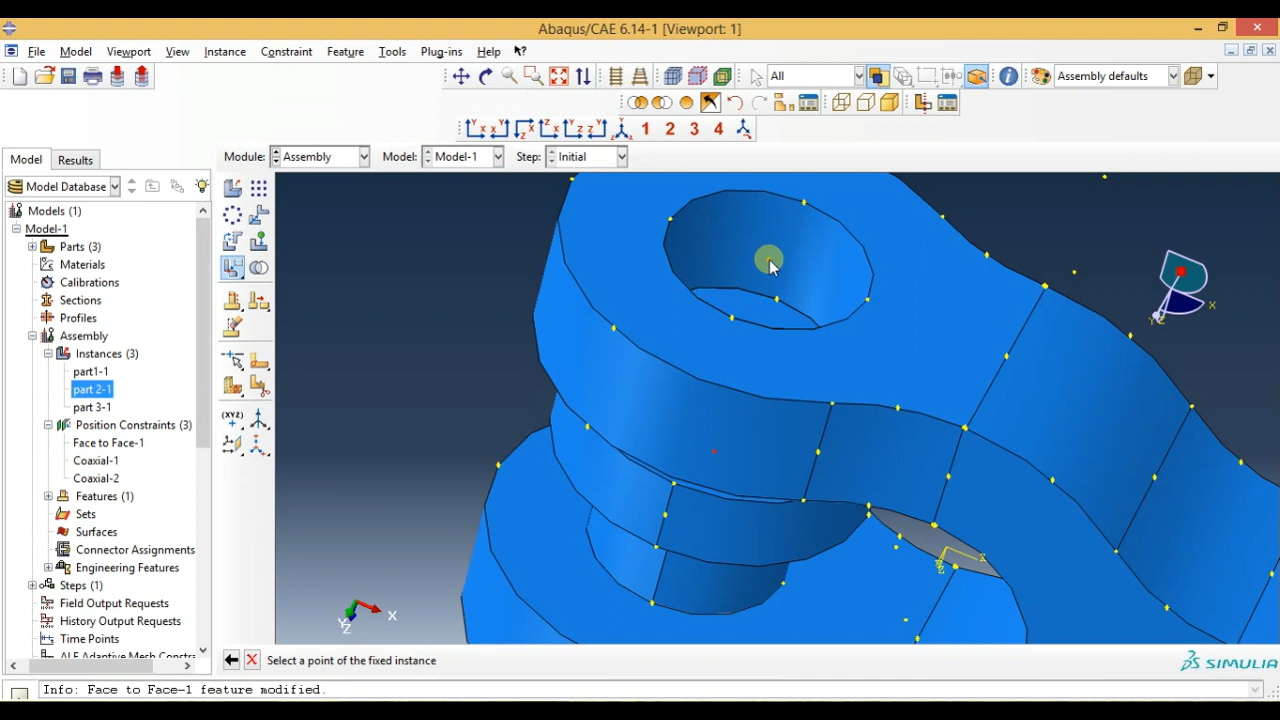 Abaqus/CAE 6.14-1 [Viewport: 1]
File Model Viewport View Instance Constraint Feature Tools Plug-ins Help
All Assembly defaults
1 2 3 4
Model Results Module: Assembly Model: Model-1 Step: Initial
Model Database
Models (1)
Model-1
Parts (3)
Materials
Calibrations
Sections
Profiles
Assembly
Instances (3)
part1-1
part 2-1
part 3-1
Position Constraints (3)
Face to Face-1
Coaxial-1
Coaxial-2
Features (1)
Sets
Surfaces
Connector Assignments
Engineering Features
Steps (1)
Field Output Requests
History Output Requests
Time Points
ALE Adaptive Mesh Constr
(XYZ)
X
Y
Z
X
Select a point of the fixed instance
SIMULIA
Info: Face to Face-1 feature modified.